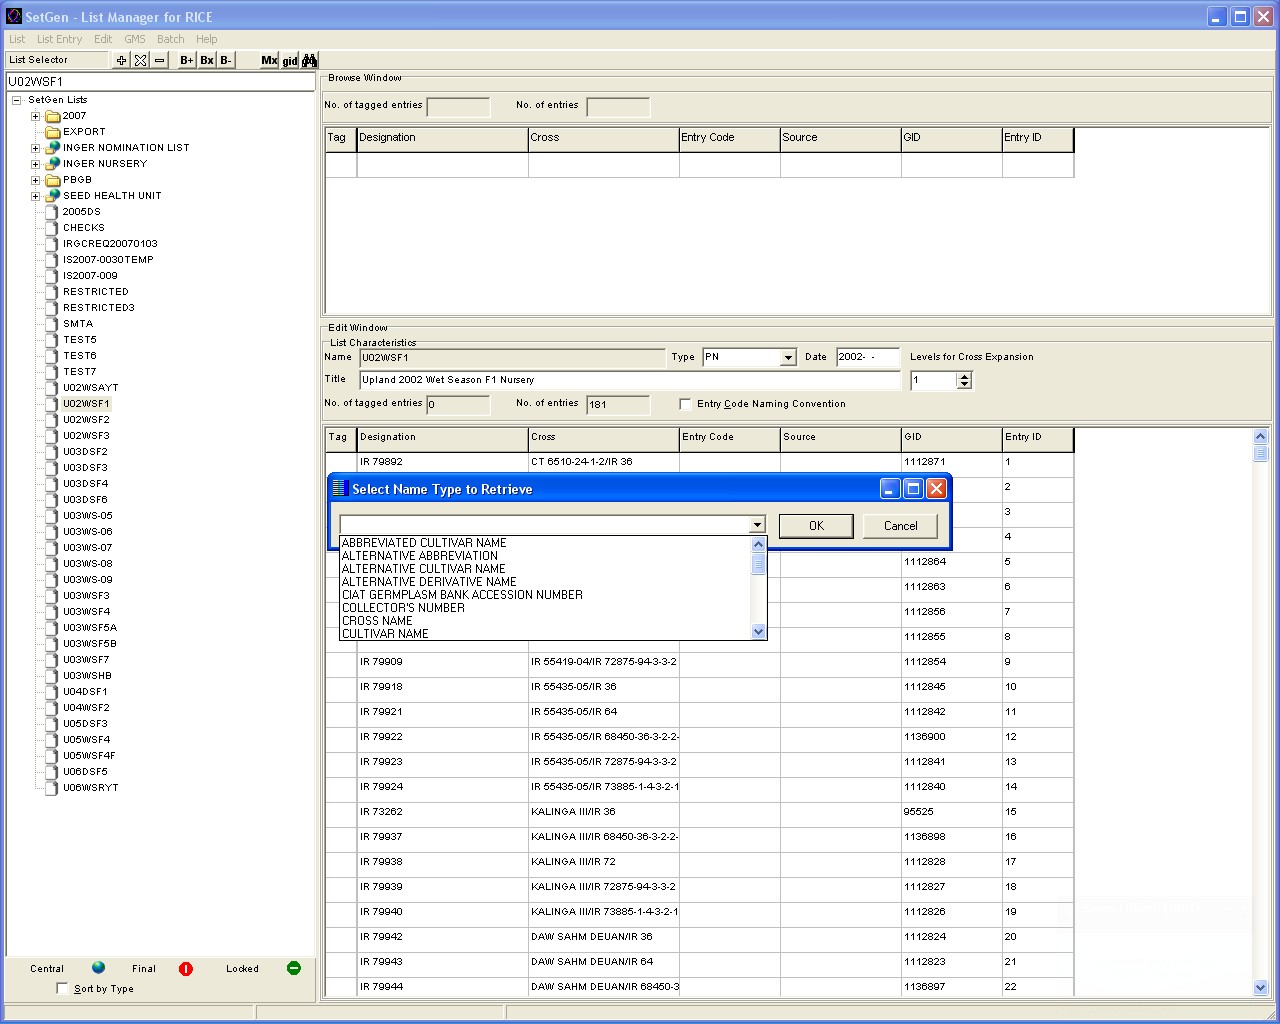 SetGen - List Manager for RICE
List List Entry Edit GMS Batch Help
List Selector B+ Bx B- Mx gid
U02WSF1
SetGen Lists
2007
EXPORT
INGER NOMINATION LIST
INGER NURSERY
PBGB
SEED HEALTH UNIT
2005DS
CHECKS
IRGCREQ20070103
IS2007-0030TEMP
IS2007-009
RESTRICTED
RESTRICTED3
SMTA
TEST5
TEST6
TEST7
U02WSAYT
U02WSF1
U02WSF2
U02WSF3
U03DSF2
U03DSF3
U03DSF4
U03DSF6
U03WS-05
U03WS-06
U03WS-07
U03WS-08
U03WS-09
U03WSF3
U03WSF4
U03WSF5A
U03WSF5B
U03WSF7
U03WSHB
U04DSF1
U04WSF2
U05DSF3
U05WSF4
U05WSF4F
U06DSF5
U06WSRYT
Central Final Locked
Sort by Type
Browse Window
No. of tagged entries No. of entries
Tag Designation Cross Entry Code Source GID Entry ID
Edit Window
List Characteristics
Name U02WSF1 Type PN Date 2002- - Levels for Cross Expansion
Title Upland 2002 Wet Season F1 Nursery 1
No. of tagged entries 0 No. of entries 181 Entry Code Naming Convention
Tag Designation Cross Entry Code Source GID Entry ID
IR 79892 CT 6510-24-1-2/IR 36 1112871 1
2
3
4
1112864 5
1112863 6
1112856 7
1112855 8
Select Name Type to Retrieve
OK Cancel
ABBREVIATED CULTIVAR NAME
ALTERNATIVE ABBREVIATION
ALTERNATIVE CULTIVAR NAME
ALTERNATIVE DERIVATIVE NAME
CIAT GERMPLASM BANK ACCESSION NUMBER
COLLECTOR'S NUMBER
CROSS NAME
CULTIVAR NAME
IR 79909 IR 55419-04/IR 72875-94-3-3-2 1112854 9
IR 79918 IR 55435-05/IR 36 1112845 10
IR 79921 IR 55435-05/IR 64 1112842 11
IR 79922 IR 55435-05/IR 68450-36-3-2-2- 1136900 12
IR 79923 IR 55435-05/IR 72875-94-3-3-2 1112841 13
IR 79924 IR 55435-05/IR 73885-1-4-3-2-1 1112840 14
IR 73262 KALINGA III/IR 36 95525 15
IR 79937 KALINGA III/IR 68450-36-3-2-2- 1136898 16
IR 79938 KALINGA III/IR 72 1112828 17
IR 79939 KALINGA III/IR 72875-94-3-3-2 1112827 18
IR 79940 KALINGA III/IR 73885-1-4-3-2-1 1112826 19
IR 79942 DAW SAHM DEUAN/IR 36 1112824 20
IR 79943 DAW SAHM DEUAN/IR 64 1112823 21
IR 79944 DAW SAHM DEUAN/IR 68450-3 1136897 22